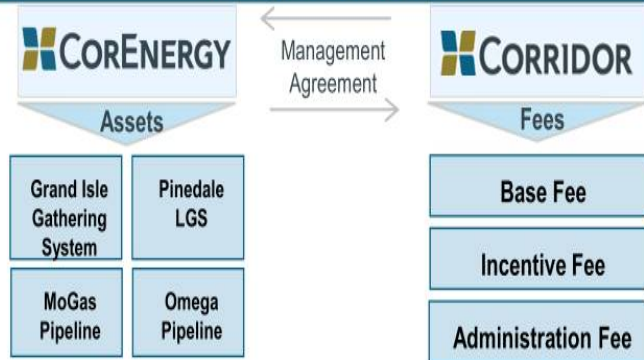 CORENERGY
Management
Agreement
CORRIDOR
Assets
Fees
Grand Isle
Gathering
System
Pinedale
LGS
MoGas
Pipeline
Omega
Pipeline
Base Fee
Incentive Fee
Administration Fee